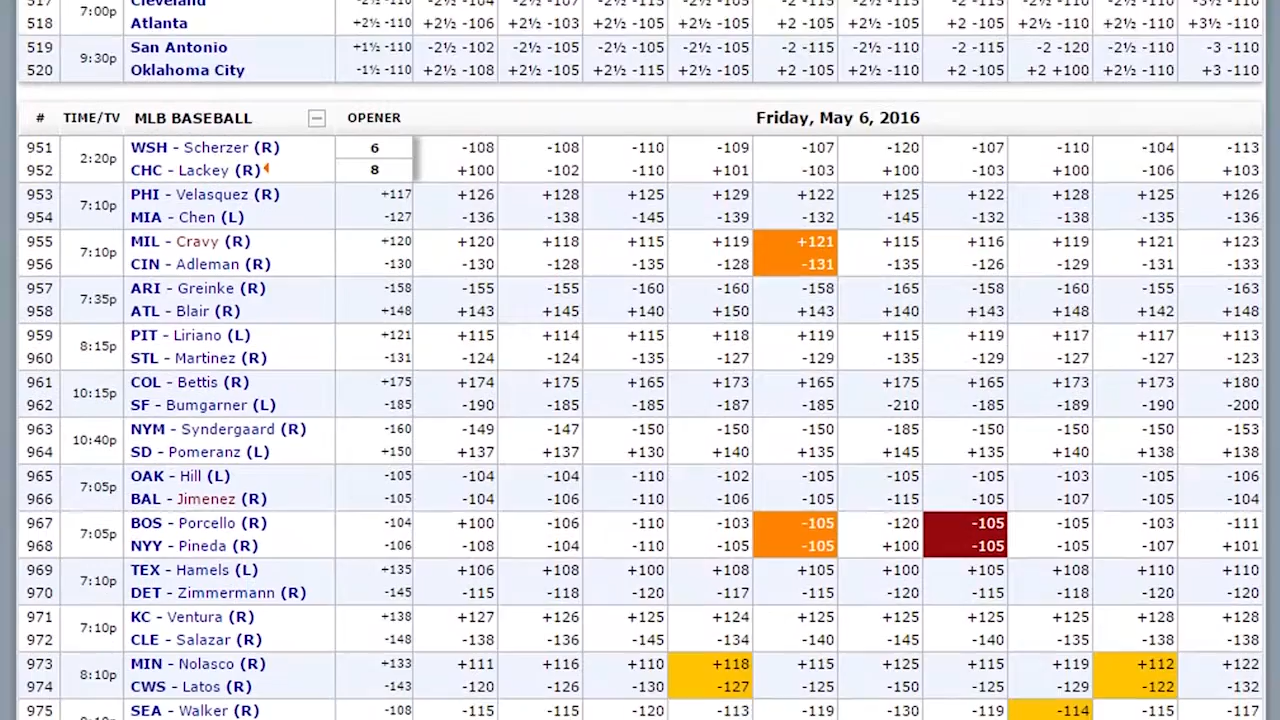 517 Cleveland -2½ -110 -2½ -104 -2½ -105 -2½ -105 -2½ -105
7:00p
518 Atlanta +2½ -110 +2½ -106 +2½ -103 +2½ -105 +2½ -105 +2½ -105 +2½ -110 +2½ -105 +2½ +110 +2½ -110 +3½ -110
519 San Antonio +1½ -110 -2½ -102 -2½ -105 -2½ -105 -2½ -105 -2 -115 -2½ -110 -2 -115 -2 -120 -2½ -110 -3 -110
9:30p
520 Oklahoma City -1½ -110 +2½ -108 +2½ -105 +2½ -115 +2½ -105 +2 -105 +2½ -110 +2 -105 +2 +100 +2½ -110 +3 -110
# TIME/TV MLB BASEBALL OPENER Friday, May 6, 2016
951 WSH - Scherzer (R) 6 -108 -108 -110 -109 -107 -120 -107 -110 -104 -113
2:20p
952 CHC - Lackey (R) 8 +100 -102 -110 +101 -103 +100 -103 +100 -106 +103
953 PHI - Velasquez (R) +117 +126 +128 +125 +129 +122 +125 +122 +128 +125 +126
7:10p
954 MIA - Chen (L) -127 -136 -138 -145 -139 -132 -145 -132 -138 -135 -136
955 MIL - Cravy (R) +120 +120 +118 +115 +119 +121 +115 +116 +119 +121 +123
7:10p
956 CIN - Adleman (R) -130 -130 -128 -135 -128 -131 -135 -126 -129 -131 -133
957 ARI - Greinke (R) -158 -155 -155 -160 -160 -158 -165 -158 -160 -155 -163
7:35p
958 ATL - Blair (R) +148 +143 +145 +140 +150 +143 +140 +143 +148 +142 +148
959 PIT - Liriano (L) +121 +115 +114 +115 +118 +119 +115 +119 +117 +117 +113
8:15p
960 STL - Martinez (R) -131 -124 -124 -135 -127 -129 -135 -129 -127 -127 -123
961 COL - Bettis (R) +175 +174 +175 +165 +173 +165 +175 +165 +173 +173 +180
10:15p
962 SF - Bumgarner (L) -185 -190 -185 -185 -187 -185 -210 -185 -189 -190 -200
963 NYM - Syndergaard (R) -160 -149 -147 -150 -150 -150 -185 -150 -150 -150 -153
10:40p
964 SD - Pomeranz (L) +150 +137 +137 +130 +140 +135 +145 +135 +140 +138 +138
965 OAK - Hill (L) -105 -104 -104 -110 -102 -105 -105 -105 -103 -105 -106
7:05p
966 BAL - Jimenez (R) -105 -104 -106 -110 -106 -105 -115 -105 -107 -105 -104
967 BOS - Porcello (R) -104 +100 -106 -110 -103 -105 -120 -105 -105 -103 -111
7:05p
968 NYY - Pineda (R) -106 -108 -104 -110 -105 -105 +100 -105 -105 -107 +101
969 TEX - Hamels (L) +135 +106 +108 +100 +108 +105 +100 +105 +108 +110 +110
7:10p
970 DET - Zimmermann (R) -145 -115 -118 -120 -117 -115 -120 -115 -118 -120 -120
971 KC - Ventura (R) +138 +127 +126 +125 +124 +125 +125 +125 +125 +128 +128
7:10p
972 CLE - Salazar (R) -148 -138 -136 -145 -134 -140 -145 -140 -135 -138 -138
973 MIN - Nolasco (R) +133 +111 +116 +110 +118 +115 +125 +115 +119 +112 +122
8:10p
974 CWS - Latos (R) -143 -120 -126 -130 -127 -125 -150 -125 -129 -122 -132
975 SEA - Walker (R) -108 -115 -115 -120 -113 -119 -130 -119 -114 -115 -117